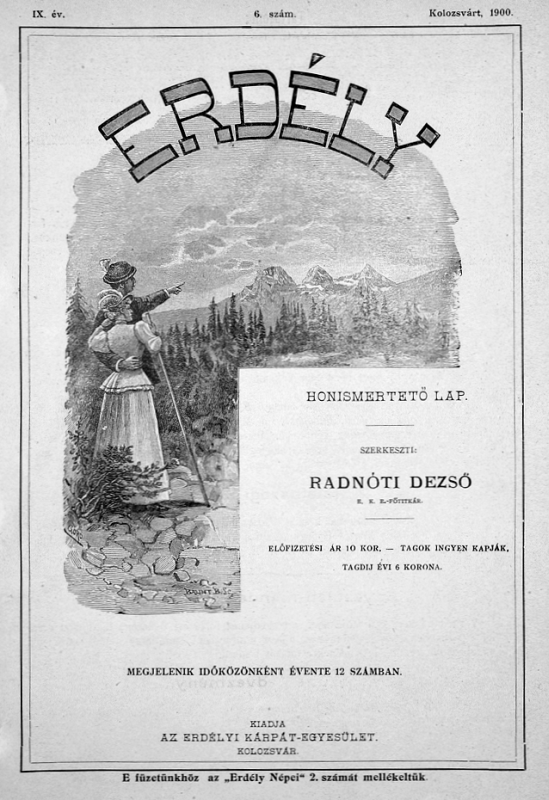 IX. év.
6. szám.
Kolozsvárt, 1900.
ERDÉLY
HONISMERTETŐ LAP.
SZERKESZTI:
RADNÓTI DEZSŐ
E. K. E.-FŐTITKÁR.
ELŐFIZETÉSI ÁR 10 KOR. — TAGOK INGYEN KAPJÁK,
TAGDIJ ÉVI 6 KORONA.
MEGJELENIK IDŐKÖZÖNKÉNT ÉVENTE 12 SZÁMBAN.
KIADJA
AZ ERDÉLYI KÁRPÁT-EGYESÜLET.
KOLOZSVÁR.
E füzetünkhöz az „Erdély Népei“ 2. számát mellékeltük.